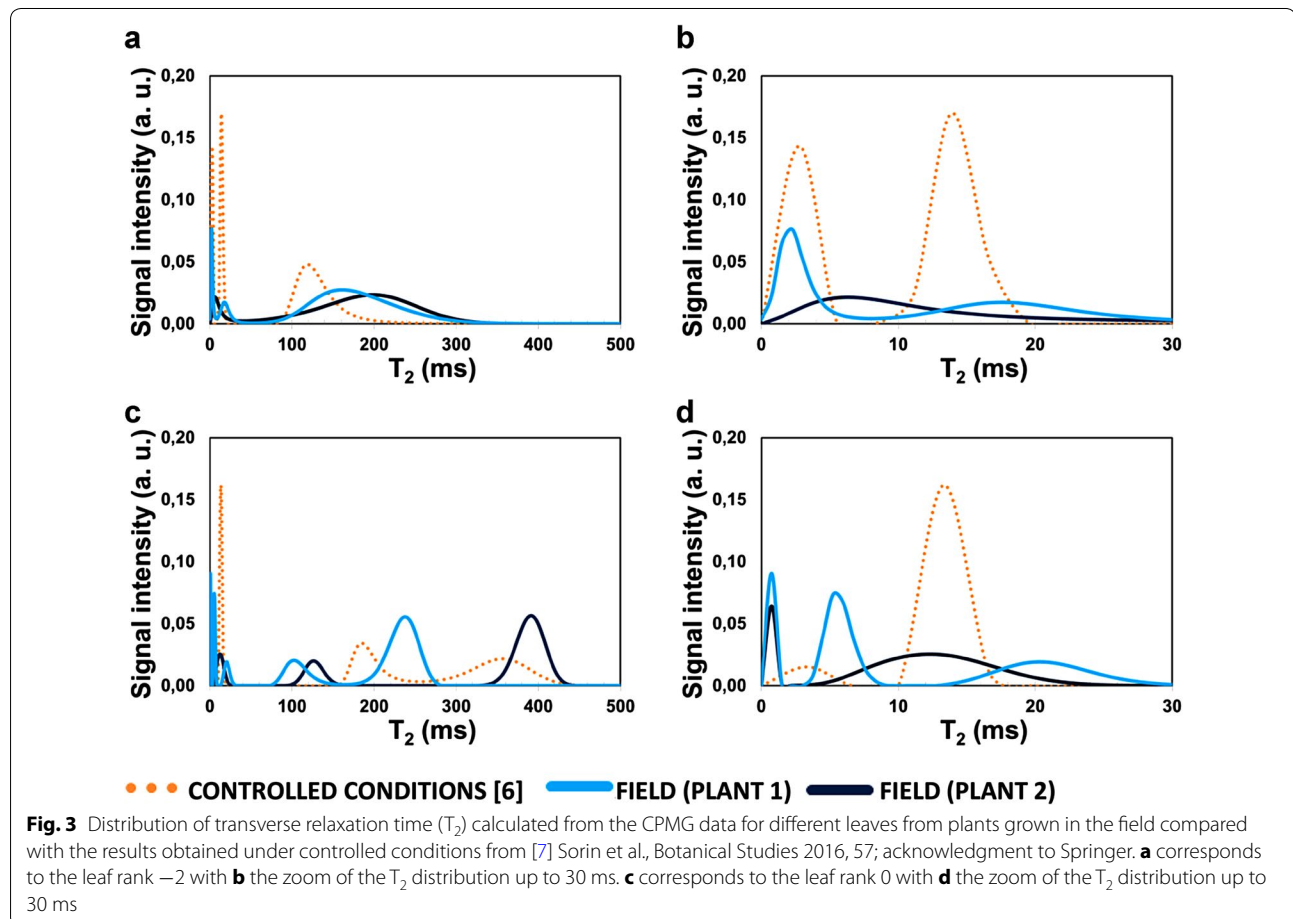 a
b
0,20
0,15
0,10
0,05
0,00
Signal intensity (a. u.)
0 100 200 300 400 500
T₂ (ms)
0,20
0,15
0,10
0,05
0,00
Signal intensity (a. u.)
0 10 20 30
T₂ (ms)
c
d
0,20
0,15
0,10
0,05
0,00
Signal intensity (a. u.)
0 100 200 300 400 500
T₂ (ms)
0,20
0,15
0,10
0,05
0,00
Signal intensity (a. u.)
0 10 20 30
T₂ (ms)
CONTROLLED CONDITIONS [6] FIELD (PLANT 1) FIELD (PLANT 2)
Fig. 3 Distribution of transverse relaxation time (T₂) calculated from the CPMG data for different leaves from plants grown in the field compared
with the results obtained under controlled conditions from [7] Sorin et al., Botanical Studies 2016, 57; acknowledgment to Springer. a corresponds
to the leaf rank −2 with b the zoom of the T₂ distribution up to 30 ms. c corresponds to the leaf rank 0 with d the zoom of the T₂ distribution up to
30 ms